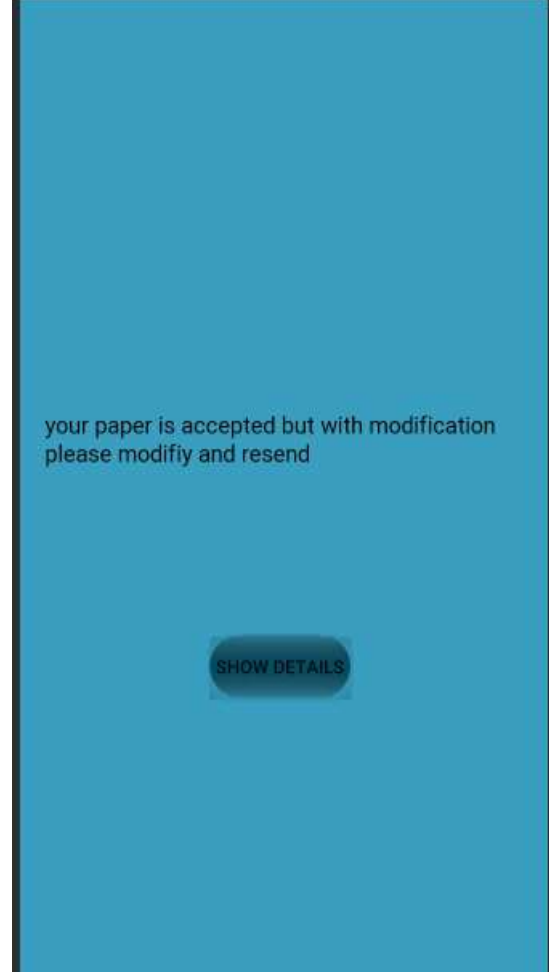 your paper is accepted but with modification
please modifiy and resend
SHOW DETAILS